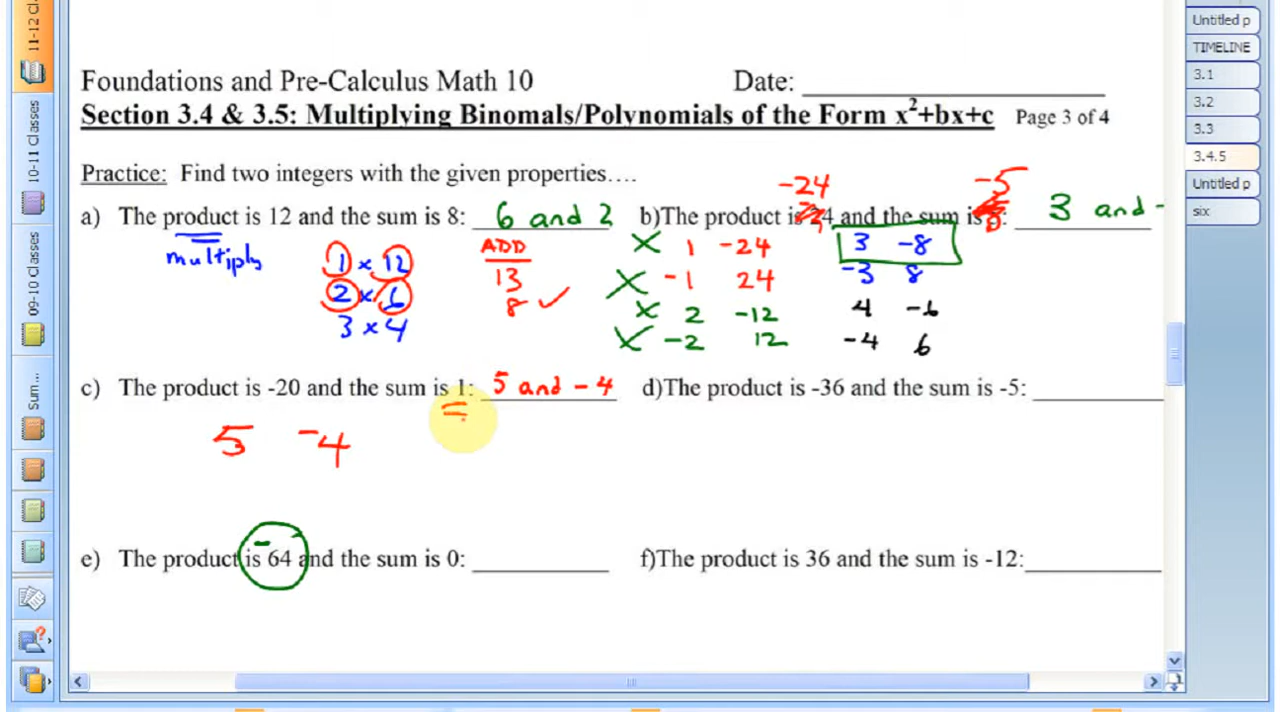 11-12 Classes
10-11 Classes
09-10 Classes
Sum...
Untitled p
TIMELINE
3.1
3.2
3.3
3.4.5
Untitled p
six
Foundations and Pre-Calculus Math 10 Date: ____
Section 3.4 & 3.5: Multiplying Binomals/Polynomials of the Form x²+bx+c Page 3 of 4
Practice: Find two integers with the given properties….
a) The product is 12 and the sum is 8: 6 and 2
multiply
1 x 12
2 x 6
3 x 4
ADD
13
8 ✓
-24 -5
b)The product is 24 and the sum is : 3 and -
X 1 -24 3 -8
X -1 24 -3 8
X 2 -12 4 -6
X -2 12 -4 6
c) The product is -20 and the sum is 1: 5 and -4
5 -4
d)The product is -36 and the sum is -5:
e) The product is -64 and the sum is 0:
f)The product is 36 and the sum is -12: